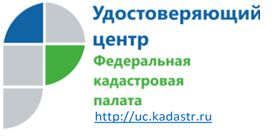 Удостоверяющий
центр
Федеральная
кадастровая
палата
http://uc.kadastr.ru